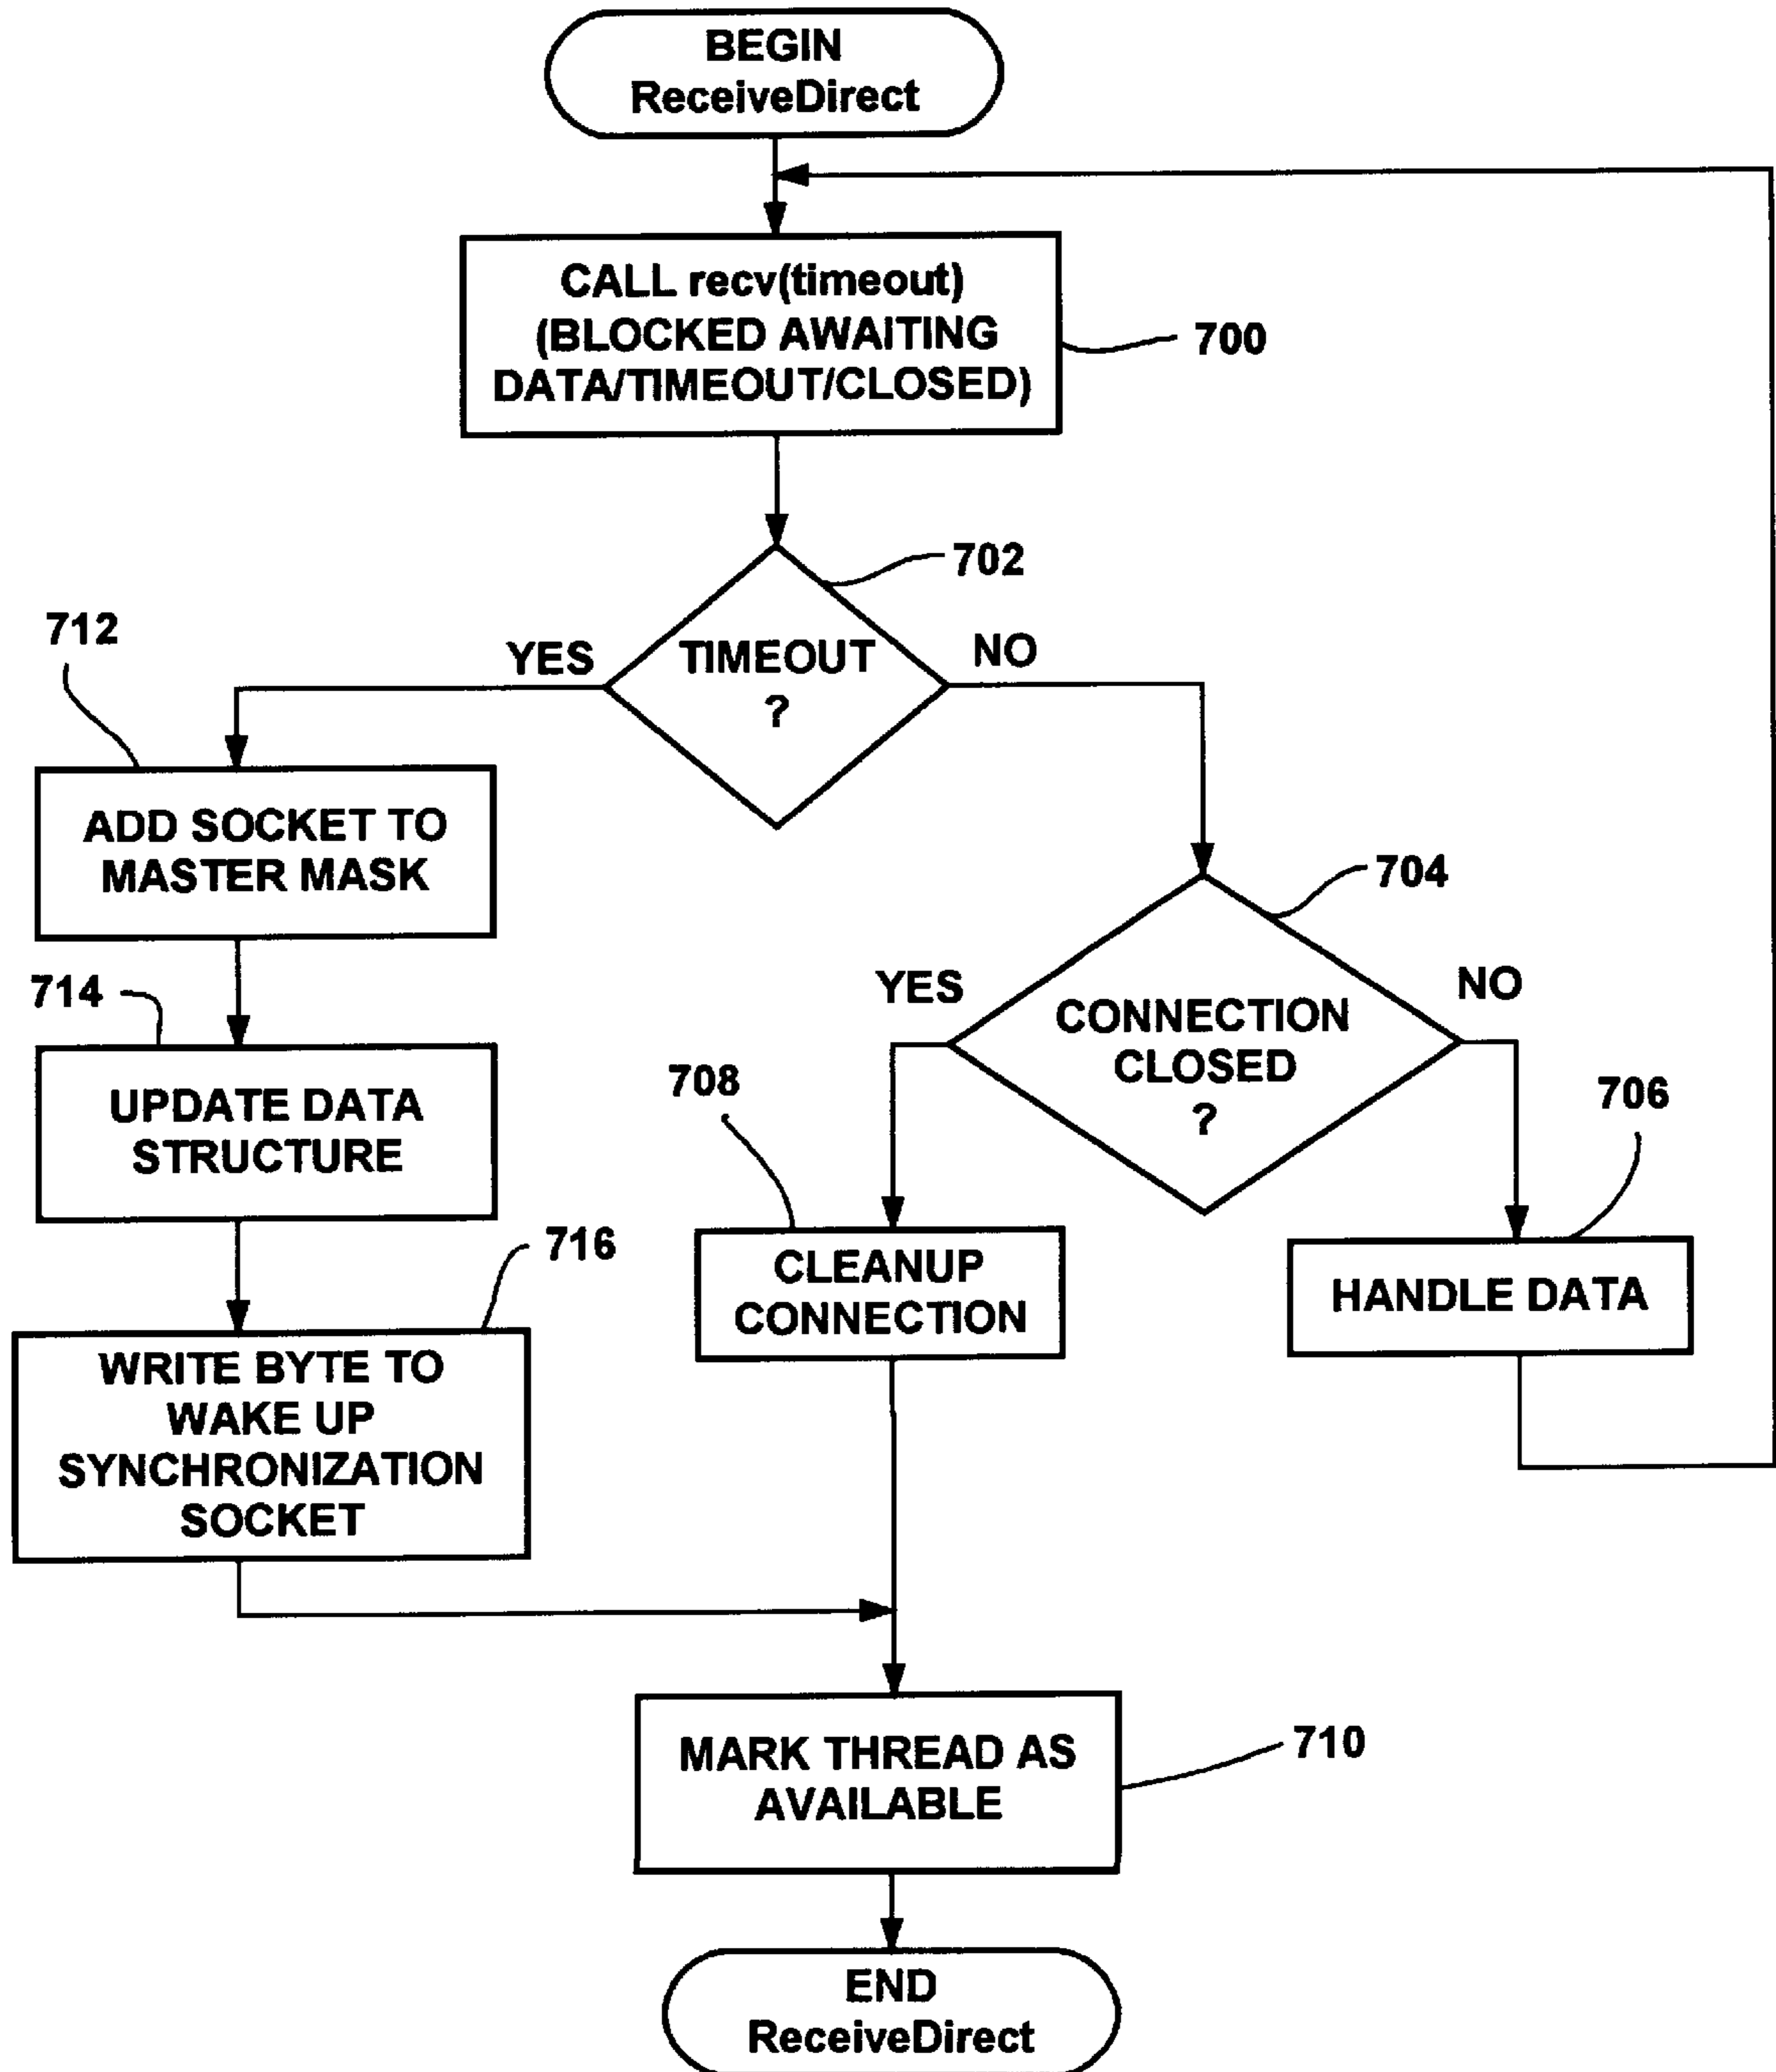 BEGIN
ReceiveDirect
CALL recv(timeout)
(BLOCKED AWAITING
DATA/TIMEOUT/CLOSED)
700
702
712
YES
TIMEOUT
?
NO
ADD SOCKET TO
MASTER MASK
704
714
YES
CONNECTION
CLOSED
?
NO
708
706
UPDATE DATA
STRUCTURE
716
CLEANUP
CONNECTION
HANDLE DATA
WRITE BYTE TO
WAKE UP
SYNCHRONIZATION
SOCKET
MARK THREAD AS
AVAILABLE
710
END
ReceiveDirect